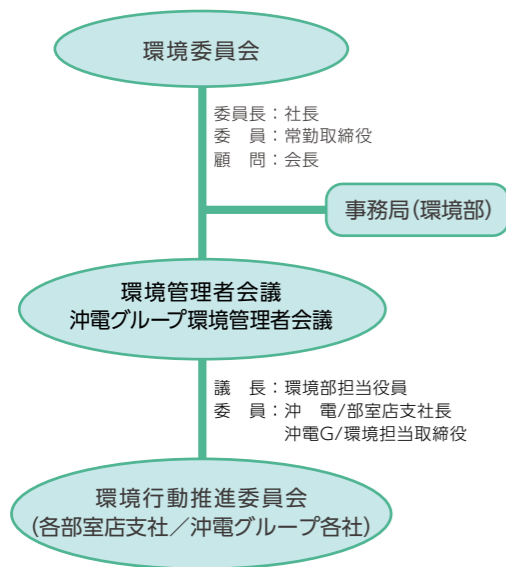 環境委員会
委員長：社長
委　員：常勤取締役
顧　問：会長
事務局(環境部)
環境管理者会議
沖電グループ環境管理者会議
議　長：環境部担当役員
委　員：沖　電/部室店支社長
沖電G/環境担当取締役
環境行動推進委員会
(各部室店支社／沖電グループ各社)